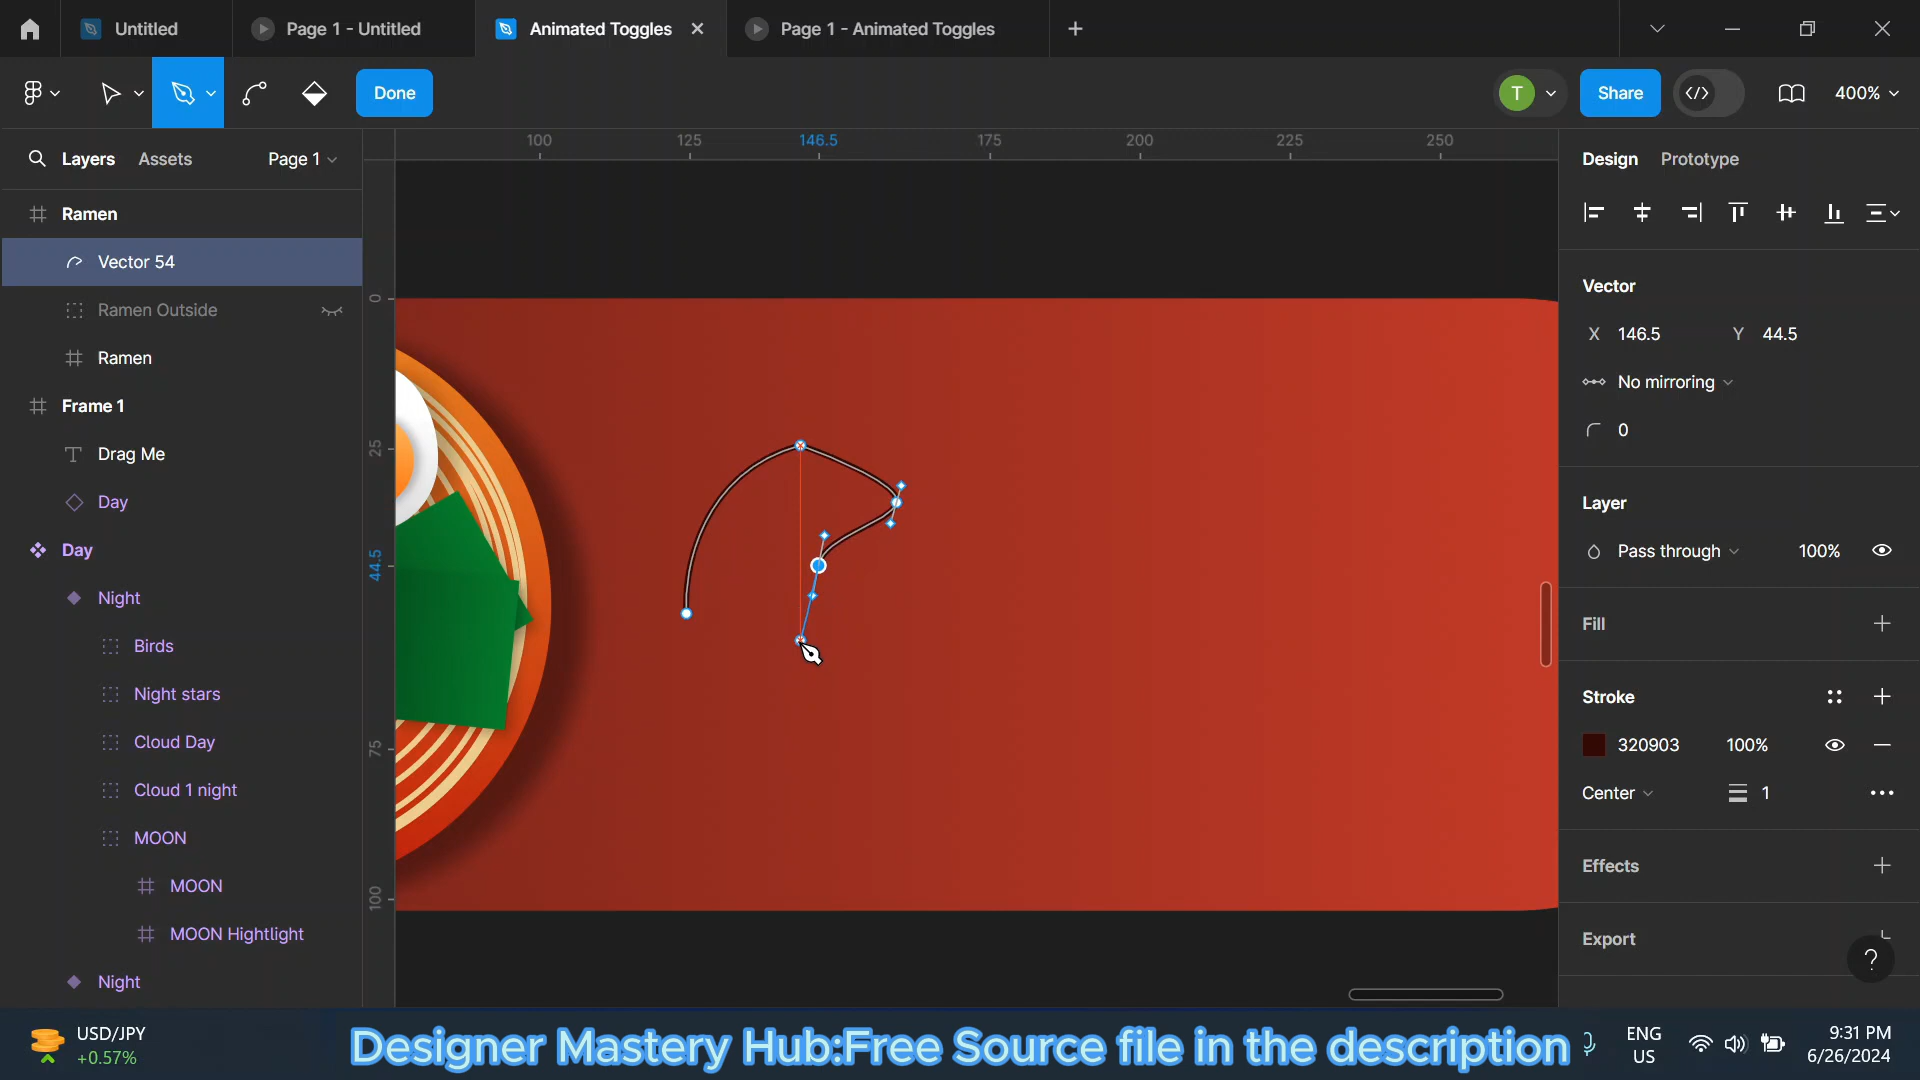 Untitled
Page 1 - Untitled
Animated Toggles
Page 1 - Animated Toggles
Done
T
Share
400%
Layers
Assets
Page 1
100
125
146.5
175
200
225
250
0
25
44.5
75
100
Ramen
Vector 54
Ramen Outside
Ramen
Frame 1
Drag Me
Day
Day
Night
Birds
Night stars
Cloud Day
Cloud 1 night
MOON
MOON
MOON Hightlight
Night
Design
Prototype
Vector
X 146.5
Y 44.5
No mirroring
0
Layer
Pass through
100%
Fill
Stroke
320903
100%
Center
1
Effects
Export
?
USD/JPY
+0.57%
Designer Mastery Hub:Free Source file in the description
ENG
US
9:31 PM
6/26/2024